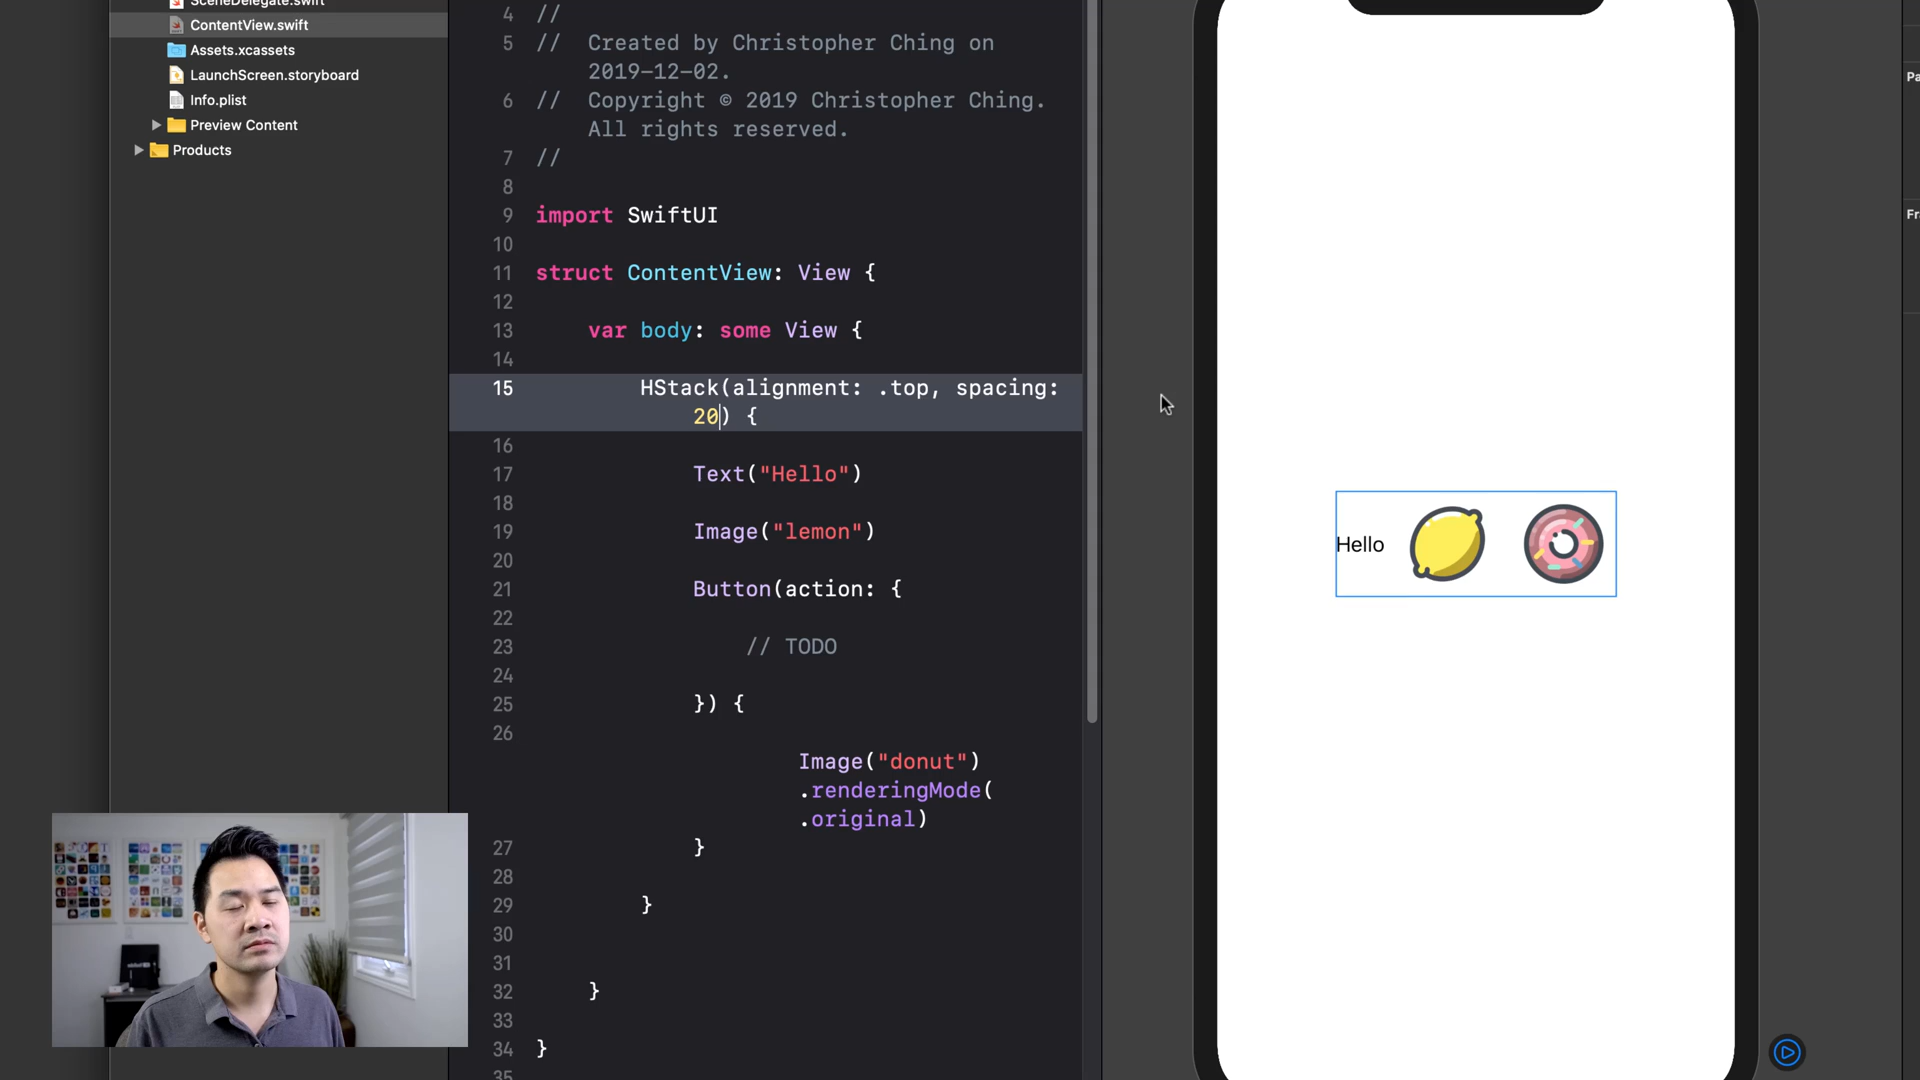 SceneDelegate.swift
ContentView.swift
Assets.xcassets
LaunchScreen.storyboard
Info.plist
Preview Content
Products
4 //
5 // Created by Christopher Ching on
2019-12-02.
6 // Copyright © 2019 Christopher Ching.
All rights reserved.
7 //
8
9 import SwiftUI
10
11 struct ContentView: View {
12
13 var body: some View {
14
15 HStack(alignment: .top, spacing:
20) {
16
17 Text("Hello")
18
19 Image("lemon")
20
21 Button(action: {
22
23 // TODO
24
25 }) {
26
Image("donut")
.renderingMode(
.original)
27 }
28
29 }
30
31
32 }
33
34 }
35
Hello